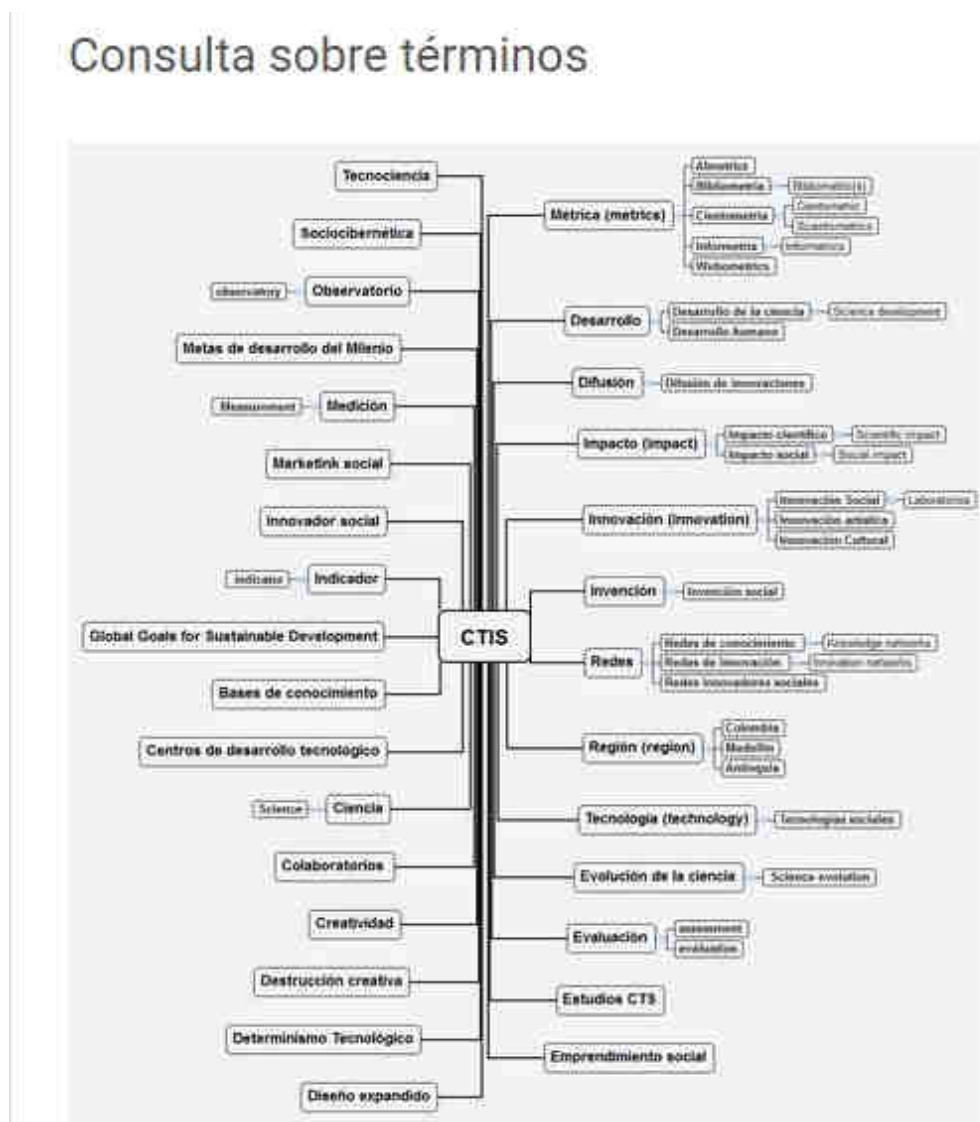 Consulta sobre términos
Tecnociencia
Sociocibernética
observatory Observatorio
Metas de desarrollo del Milenio
Measurement Medición
Marketink social
Innovador social
Indicador
Global Goals for Sustainable Development
Bases de conocimiento
Centros de desarrollo tecnológico
Science Ciencia
Colaboratorios
Creatividad
Destrucción creativa
Determinismo Tecnológico
Diseño expandido
CTIS
Métrica (metrics)
Altmetrics
Bibliometría Bibliometric(s)
Cienciometría
Scientometrics
Informetría Informetrics
Webometrics
Desarrollo
Desarrollo de la ciencia Science development
Desarrollo humano
Difusión Difusión de innovaciones
Impacto (impact)
Impacto científico Scientific impact
Impacto social Social impact
Innovación (innovation)
Innovación Social Laboratorios
Innovación artística
Innovación Cultural
Invención Invención social
Redes
Redes de conocimiento Knowledge networks
Redes de innovación Innovation networks
Redes innovadores sociales
Región (region)
Colombia
Medellín
Antioquia
Tecnología (technology) Tecnologías sociales
Evolución de la ciencia Science evolution
Evaluación
assessment
evaluation
Estudios CTS
Emprendimiento social